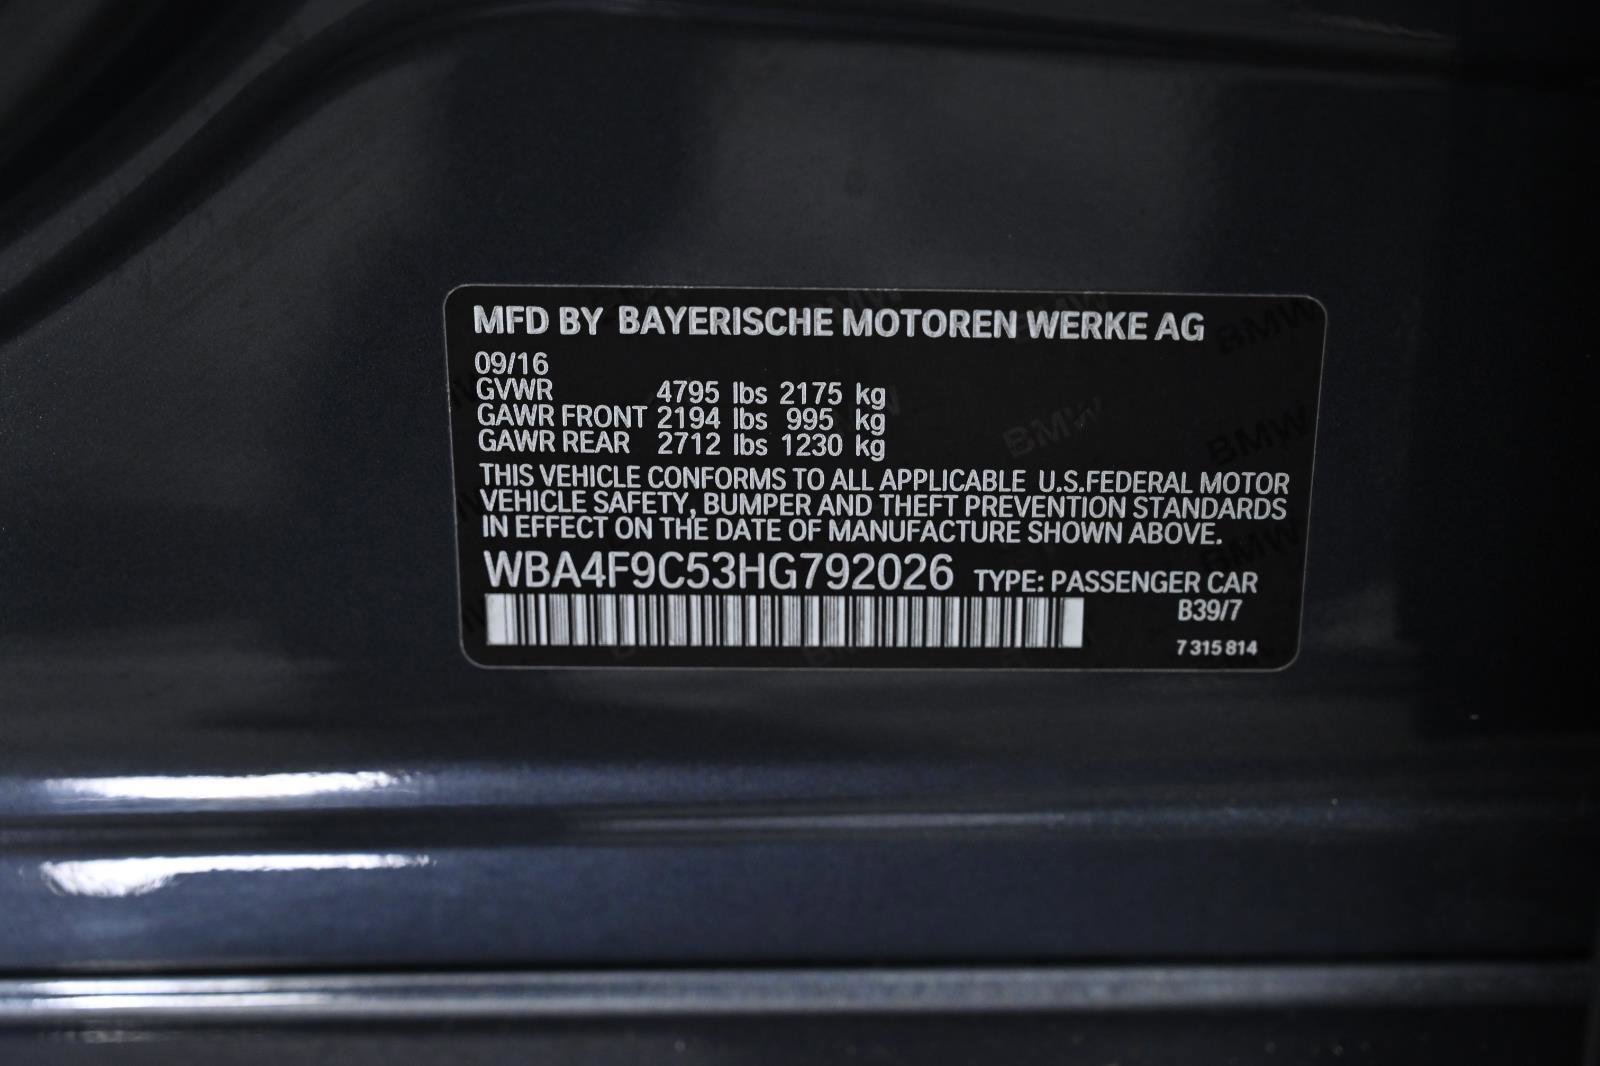 MFD BY BAYERISCHE MOTOREN WERKE AG
09/16
GVWR 4795 lbs 2175 kg
GAWR FRONT 2194 lbs 995 kg
GAWR REAR 2712 lbs 1230 kg
THIS VEHICLE CONFORMS TO ALL APPLICABLE U.S.FEDERAL MOTOR
VEHICLE SAFETY, BUMPER AND THEFT PREVENTION STANDARDS
IN EFFECT ON THE DATE OF MANUFACTURE SHOWN ABOVE.
WBA4F9C53HG792026 TYPE: PASSENGER CAR
B39/7
7 315 814